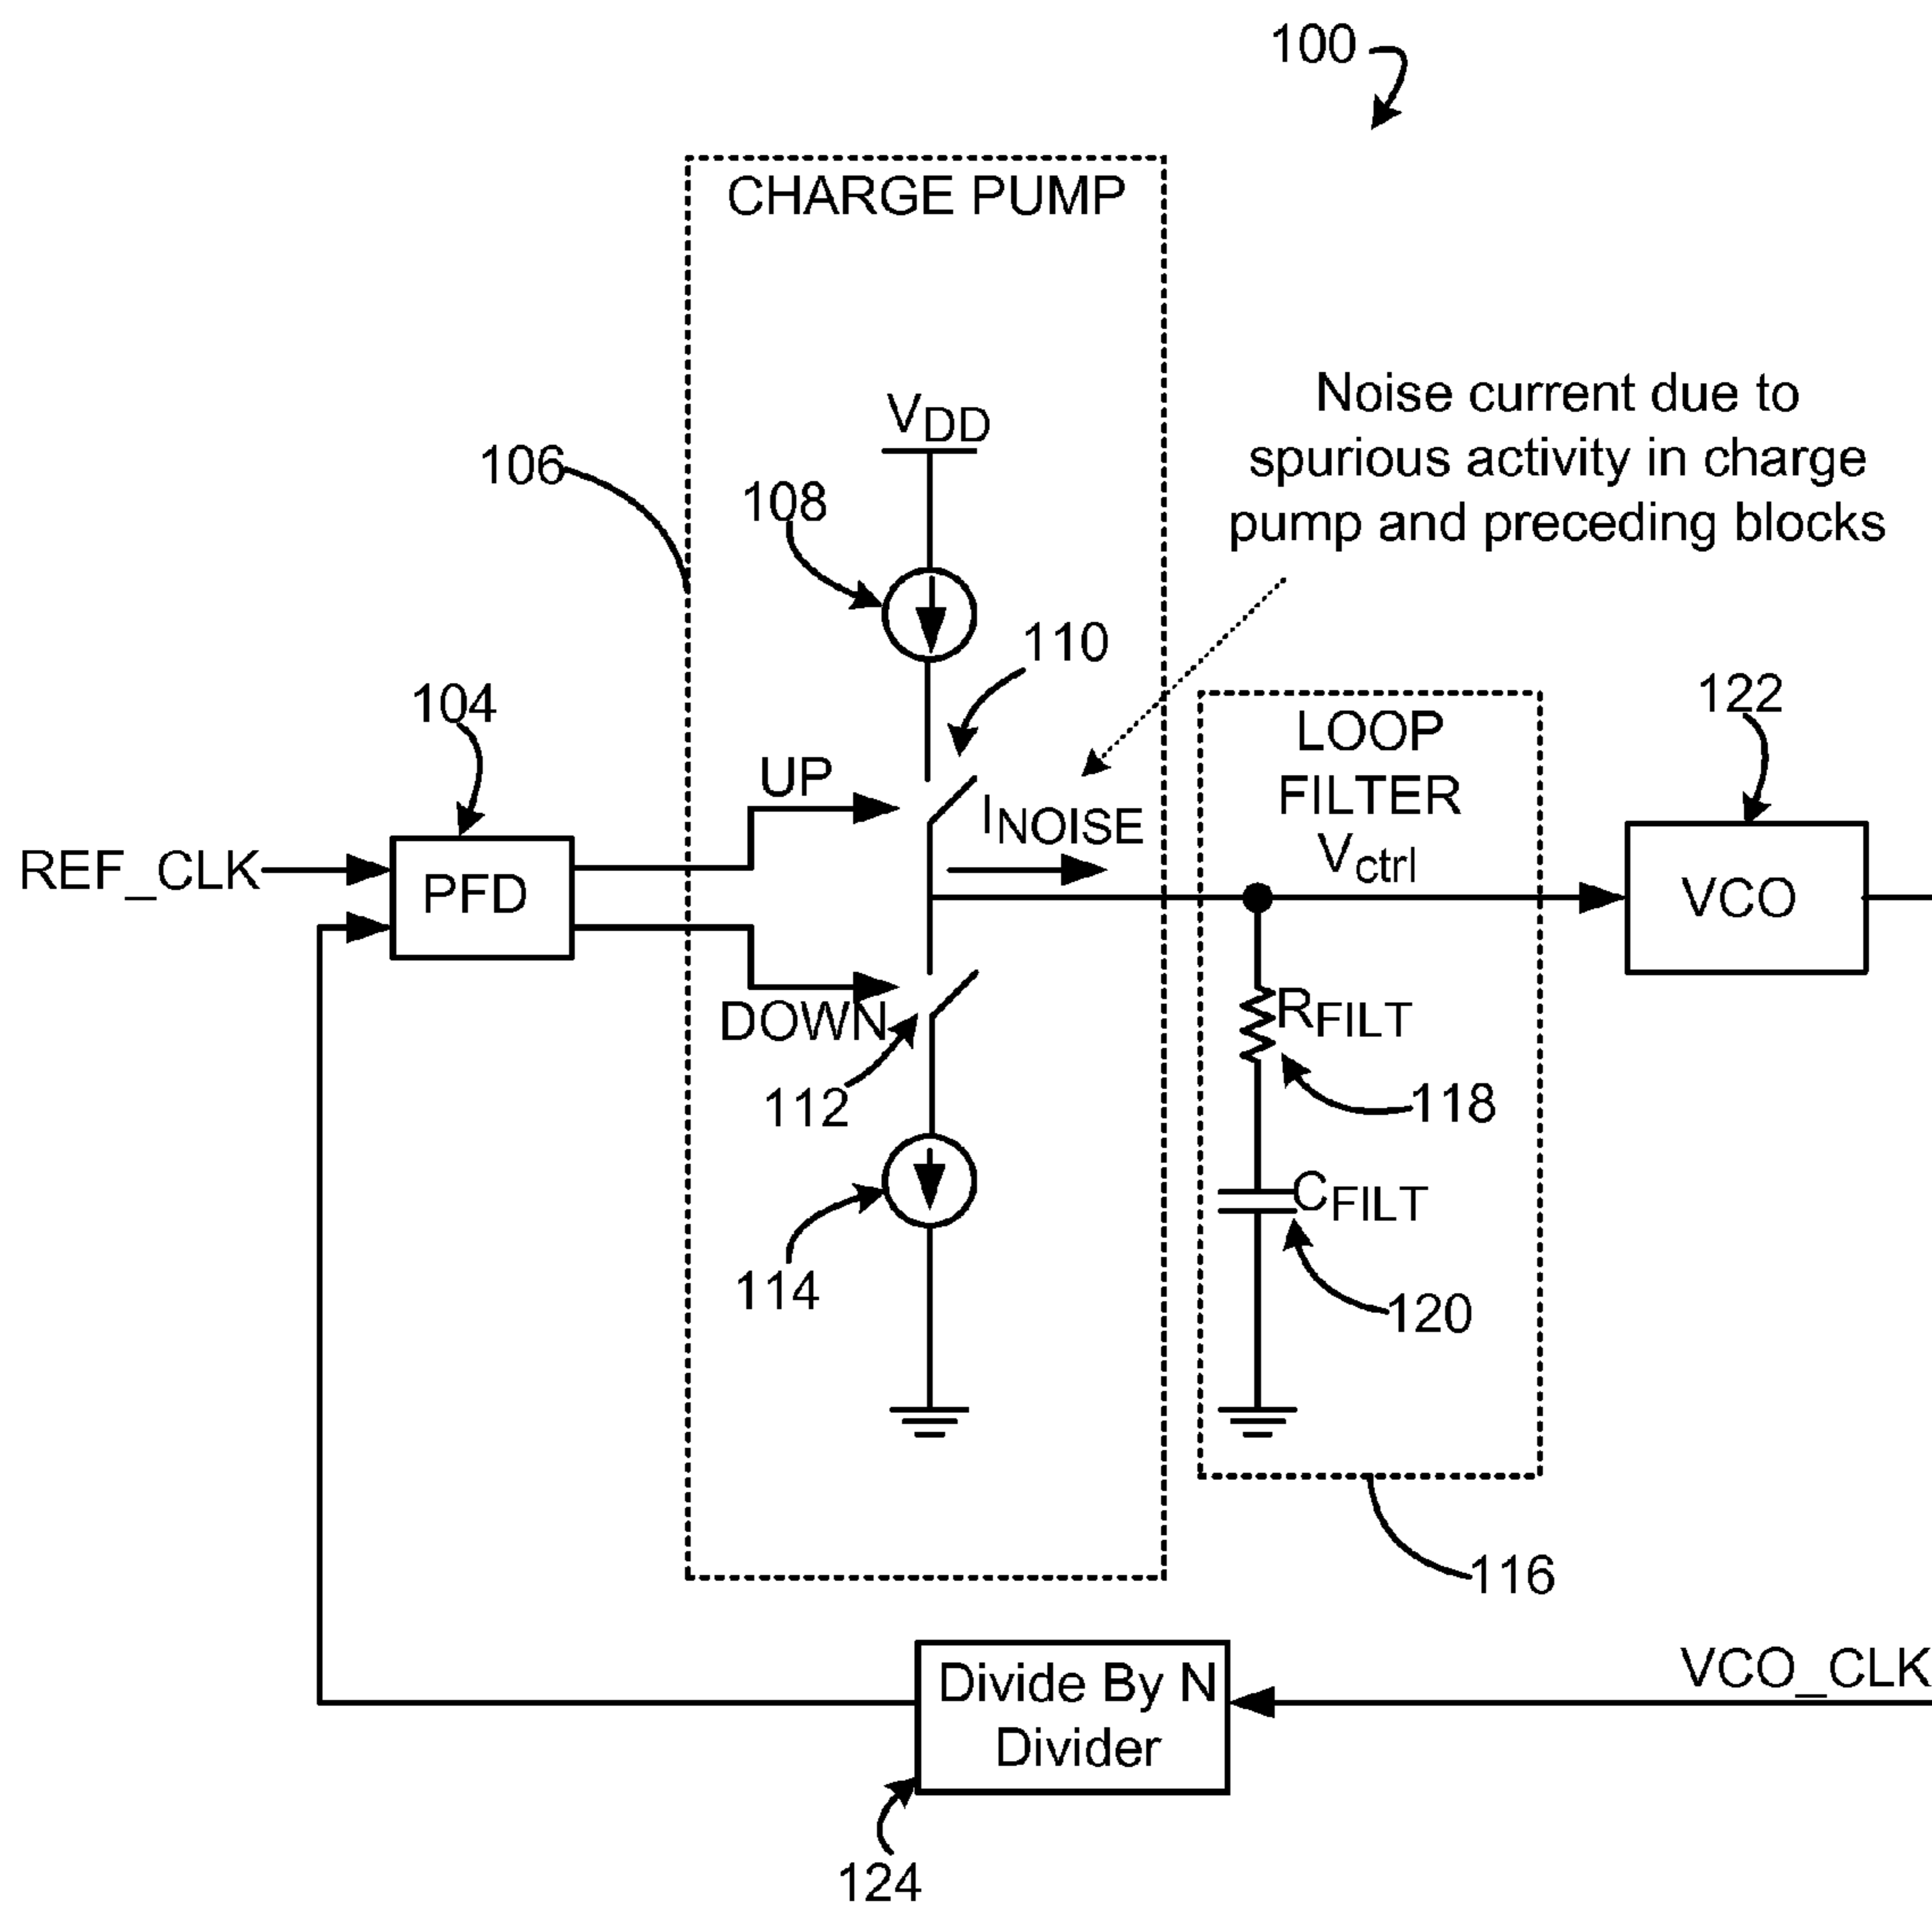 100
CHARGE PUMP
Noise current due to
spurious activity in charge
pump and preceding blocks
VDD
106
108
110
104
122
LOOP
FILTER
Vctrl
UP
INOISE
REF_CLK
PFD
VCO
DOWN
RFILT
112
118
CFILT
114
120
116
Divide By N
Divider
VCO_CLK
124